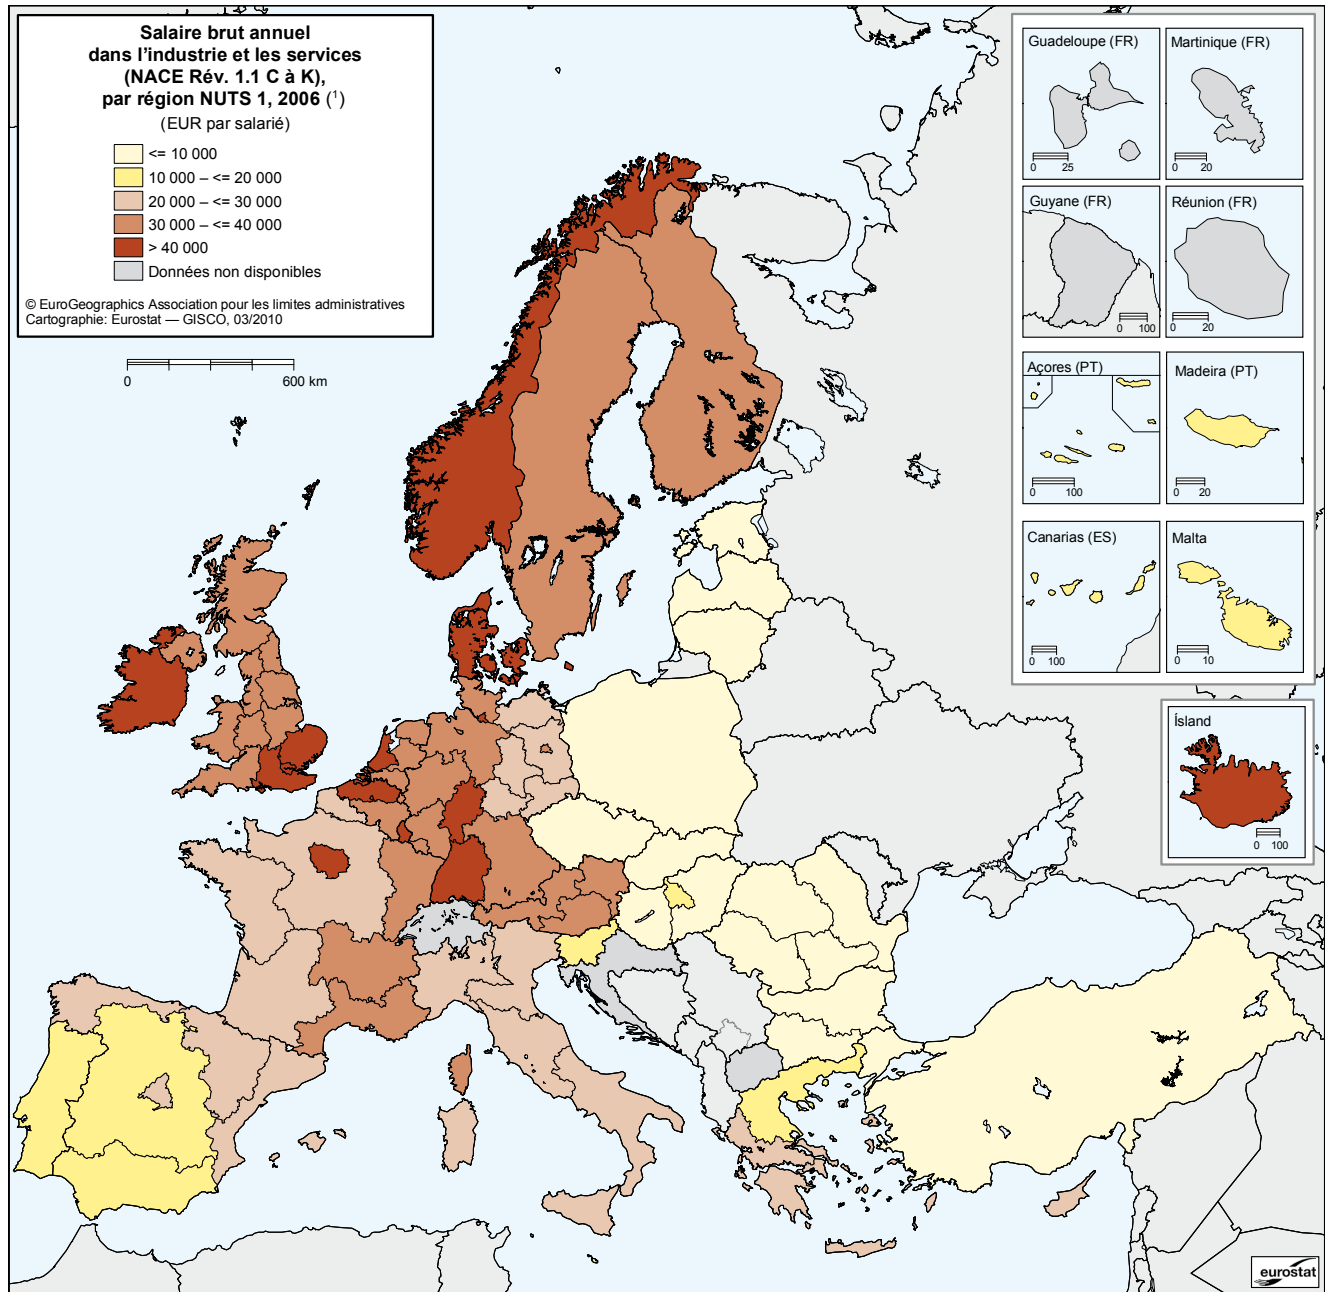 Salaire brut annuel
dans l'industrie et les services
(NACE Rév. 1.1 C à K),
par région NUTS 1, 2006 (¹)
(EUR par salarié)
<= 10 000
10 000 – <= 20 000
20 000 – <= 30 000
30 000 – <= 40 000
> 40 000
Données non disponibles
© EuroGeographics Association pour les limites administratives
Cartographie: Eurostat — GISCO, 03/2010
0 600 km
Guadeloupe (FR)
0 25
Martinique (FR)
0 20
Guyane (FR)
0 100
Réunion (FR)
0 20
Açores (PT)
0 100
Madeira (PT)
0 20
Canarias (ES)
0 100
Malta
0 10
Ísland
0 100
eurostat